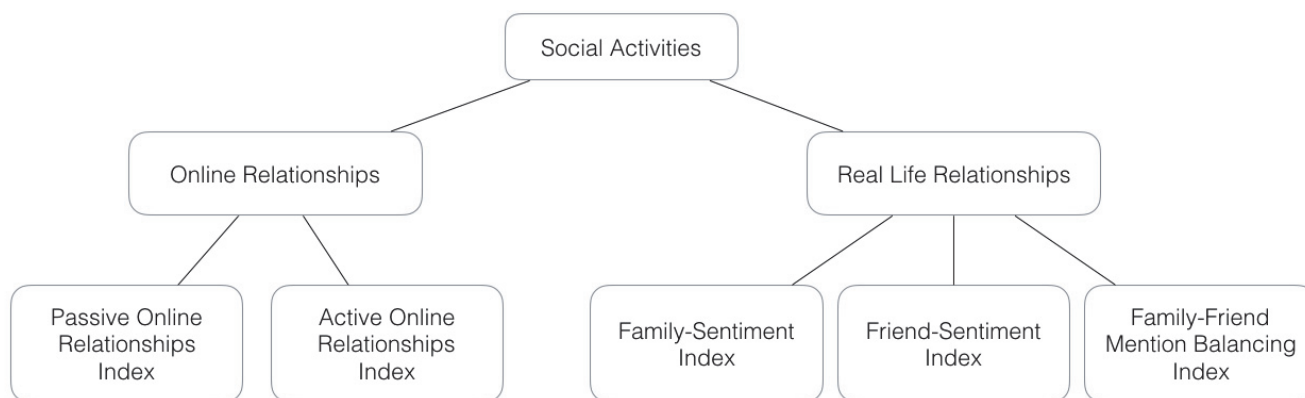 Social Activities
Online Relationships
Real Life Relationships
Passive Online
Relationships
Index
Active Online
Relationships
Index
Family-Sentiment
Index
Friend-Sentiment
Index
Family-Friend
Mention Balancing
Index